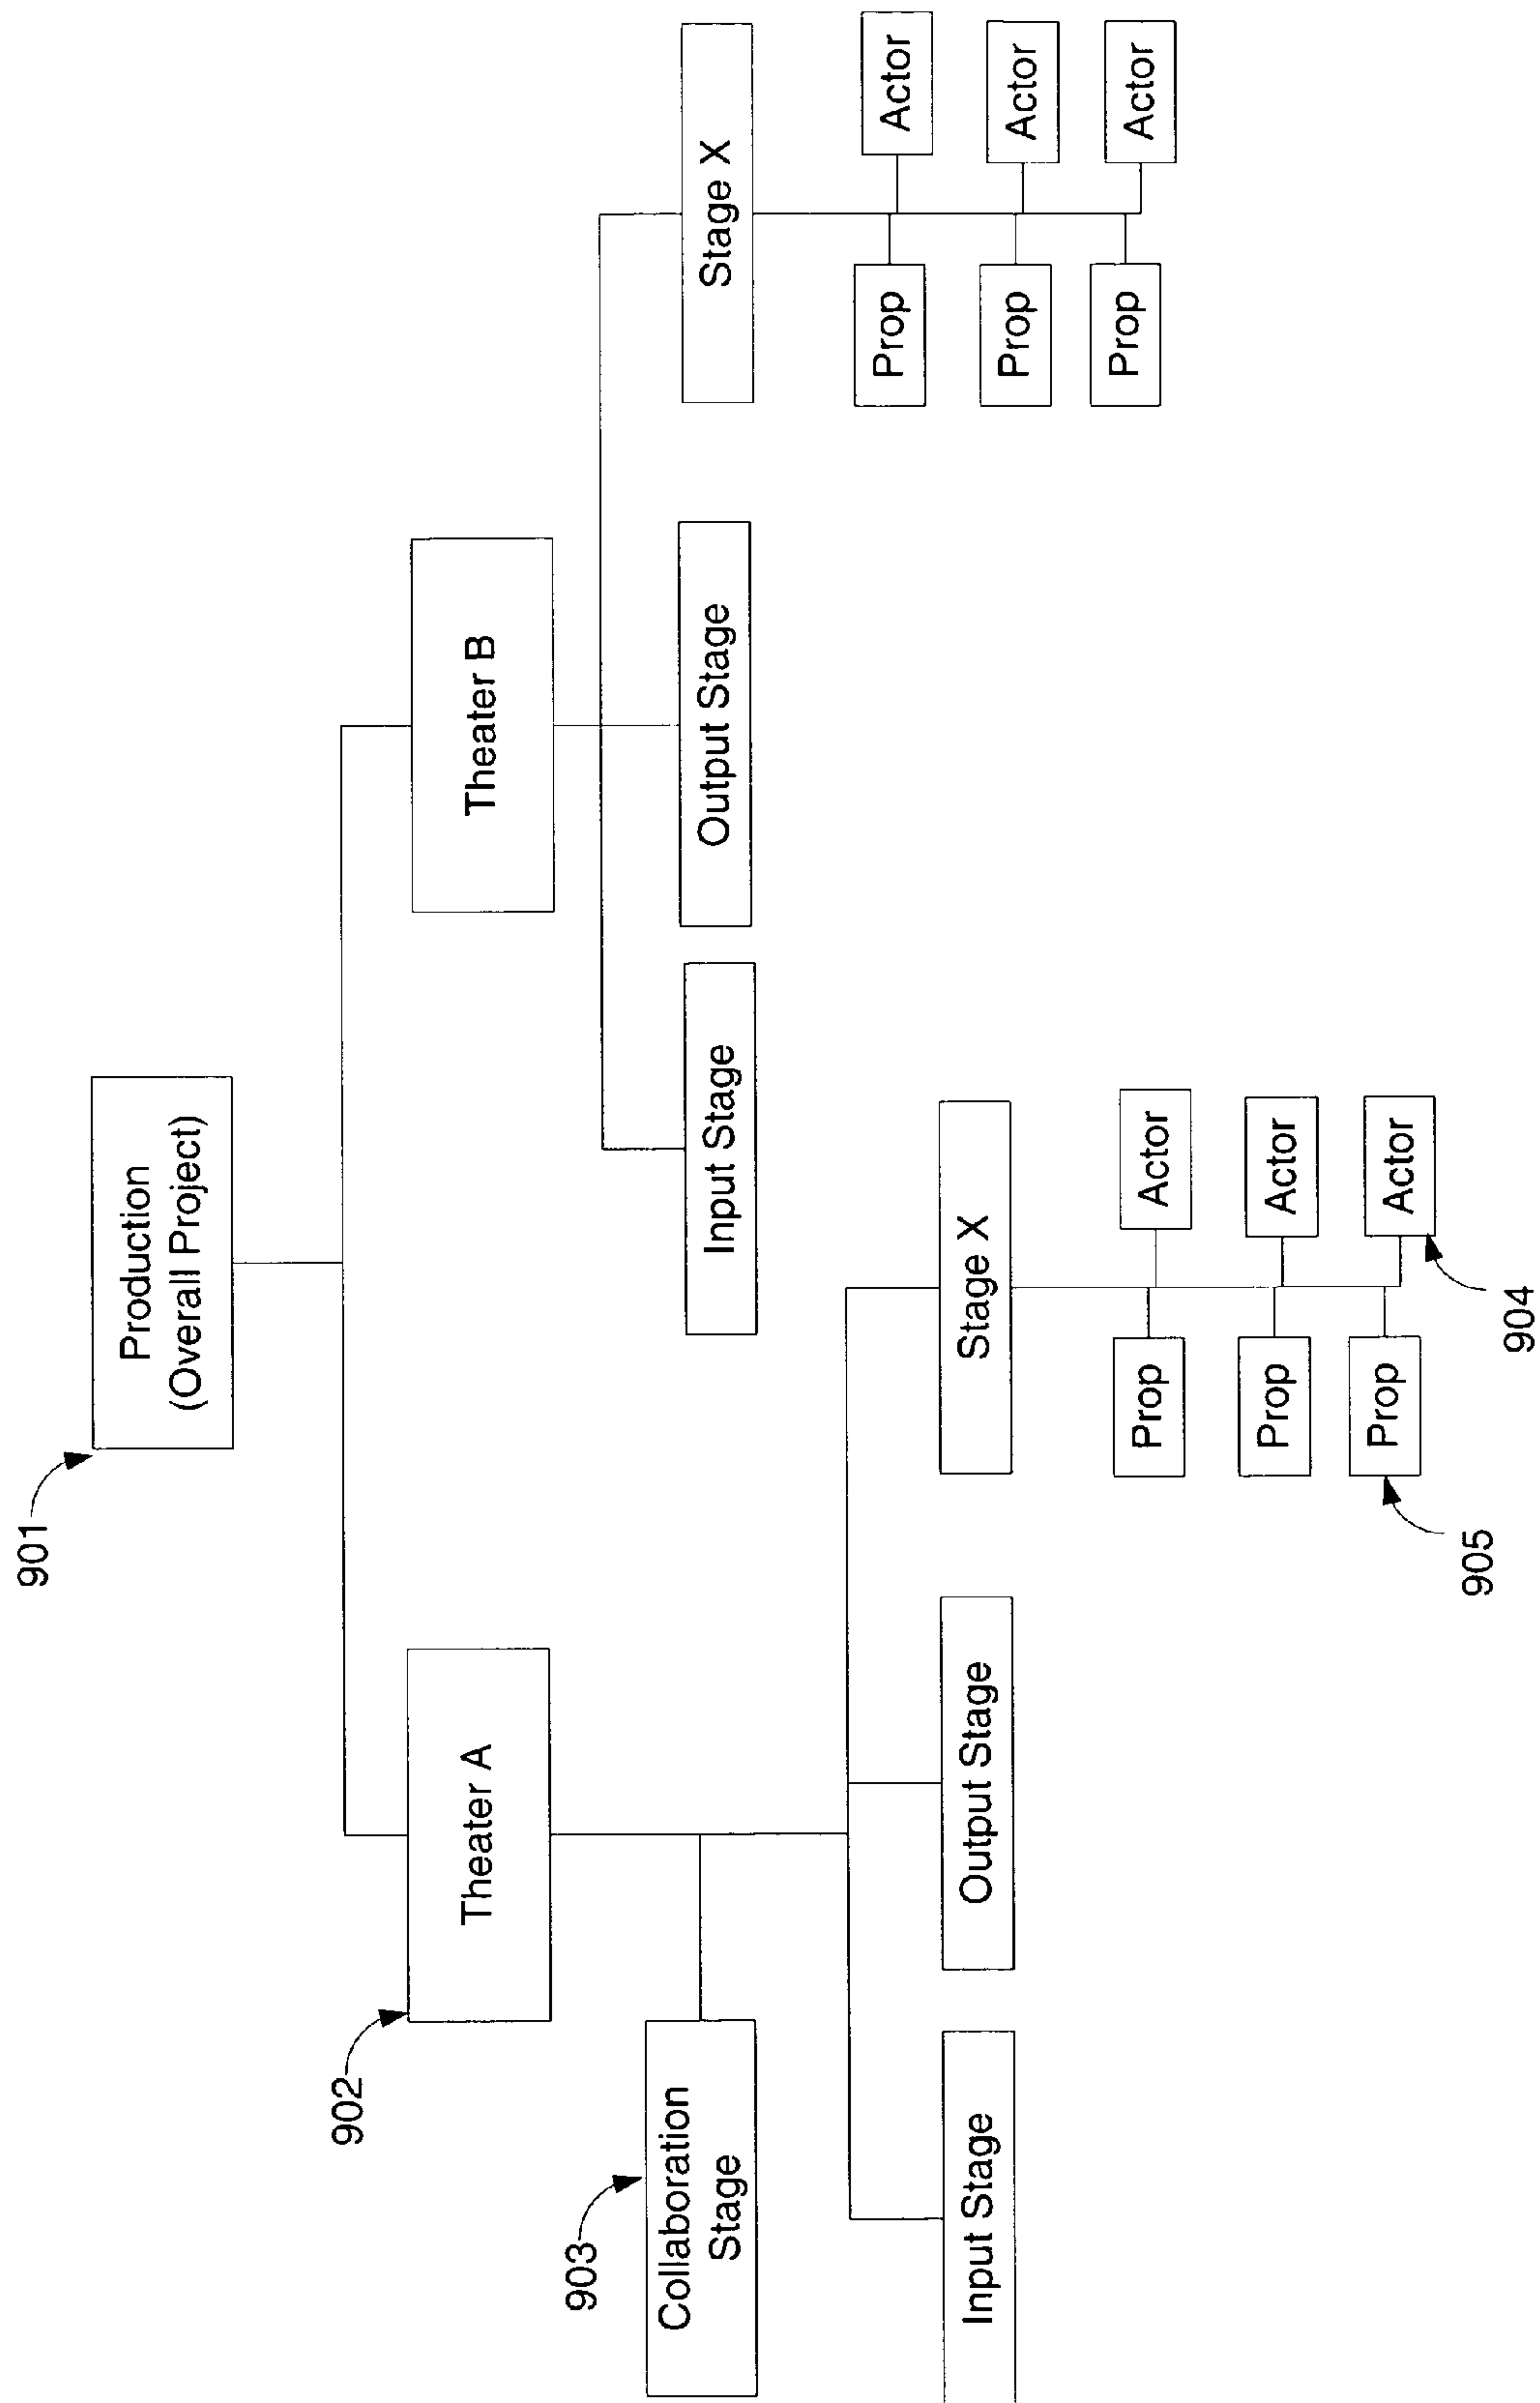 901
Production
(Overall Project)
902
Theater A
Theater B
903
Collaboration
Stage
Input Stage
Output Stage
Stage X
Input Stage
Output Stage
Stage X
Prop
Actor
Prop
Actor
Prop
Actor
Prop
Actor
Prop
Actor
Prop
Actor
905
904